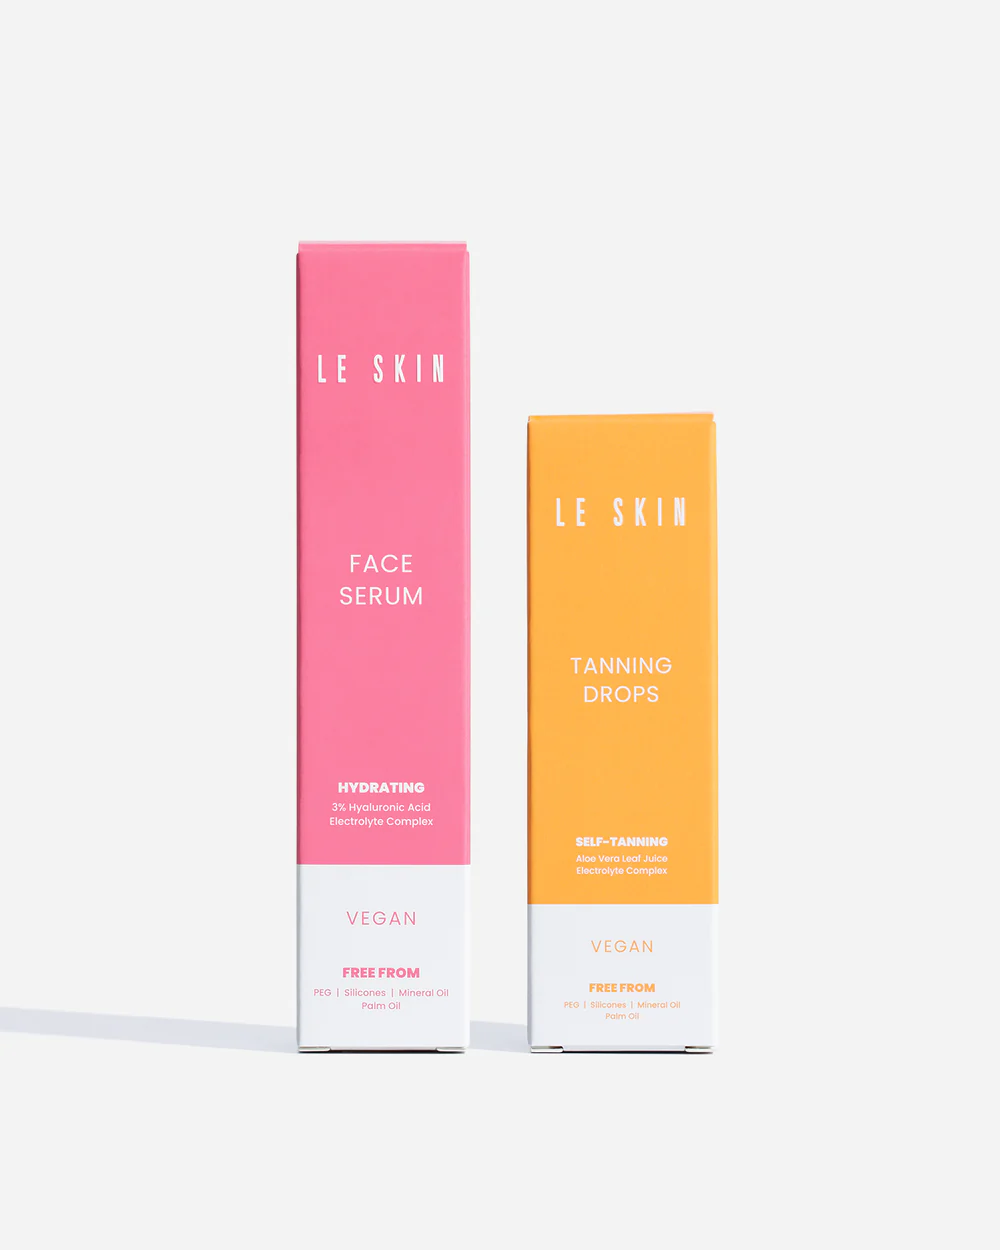 LE SKIN
FACE
SERUM
HYDRATING
3% Hyaluronic Acid
Electrolyte Complex
VEGAN
FREE FROM
PEG | Silicones | Mineral Oil
Palm Oil
LE SKIN
TANNING
DROPS
SELF-TANNING
Aloe Vera Leaf Juice
Electrolyte Complex
VEGAN
FREE FROM
PEG | Silicones | Mineral Oil
Palm Oil